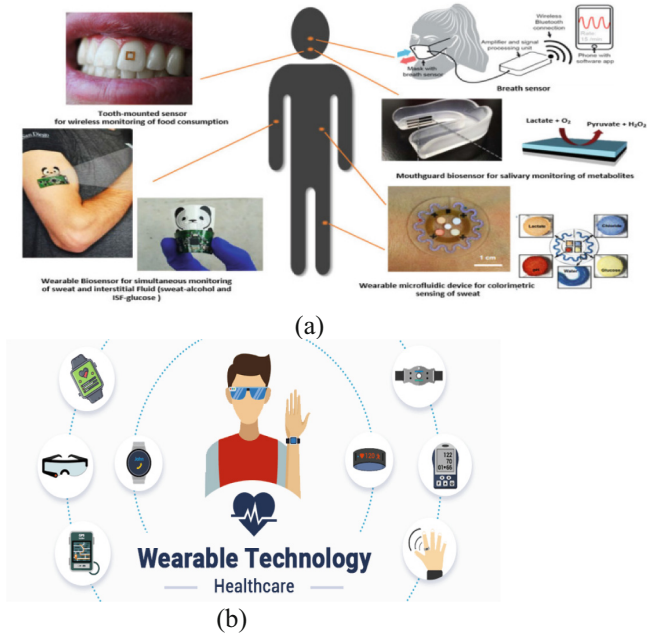 Wireless
Bluetooth
connection
Amplifier and signal
processing unit
Mask with
breath sensor
Phone with
software app
Breath sensor
Tooth-mounted sensor
for wireless monitoring of food consumption
Lactate + O₂
Pyruvate + H₂O₂
Mouthguard biosensor for salivary monitoring of metabolites
Wearable Biosensor for simultaneous monitoring
of sweat and interstitial Fluid (sweat-alcohol and
ISF-glucose )
1 cm
Lactate
Chloride
pH
Water
Glucose
Wearable microfluidic device for colorimetric
sensing of sweat
(a)
120
122
70
Wearable Technology
Healthcare
(b)